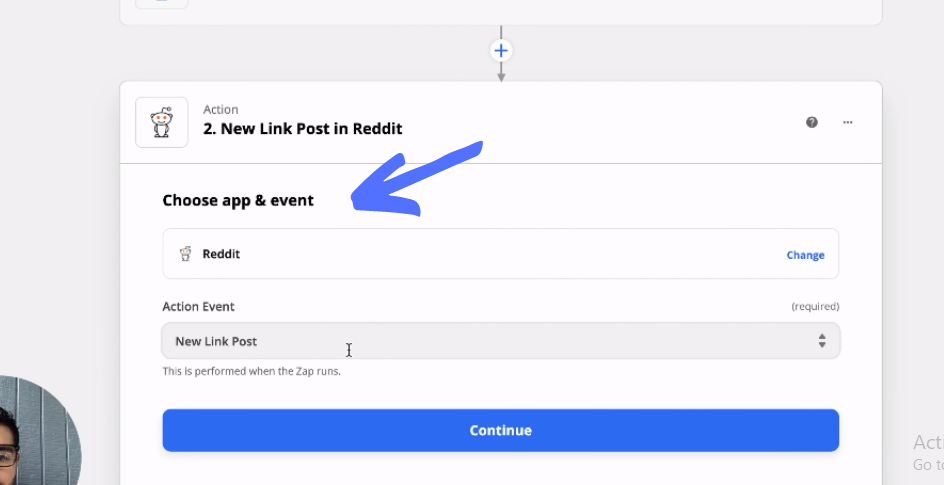 Action
2. New Link Post in Reddit
Choose app & event
Reddit
Change
Action Event
(required)
New Link Post
This is performed when the Zap runs.
Continue
Go to